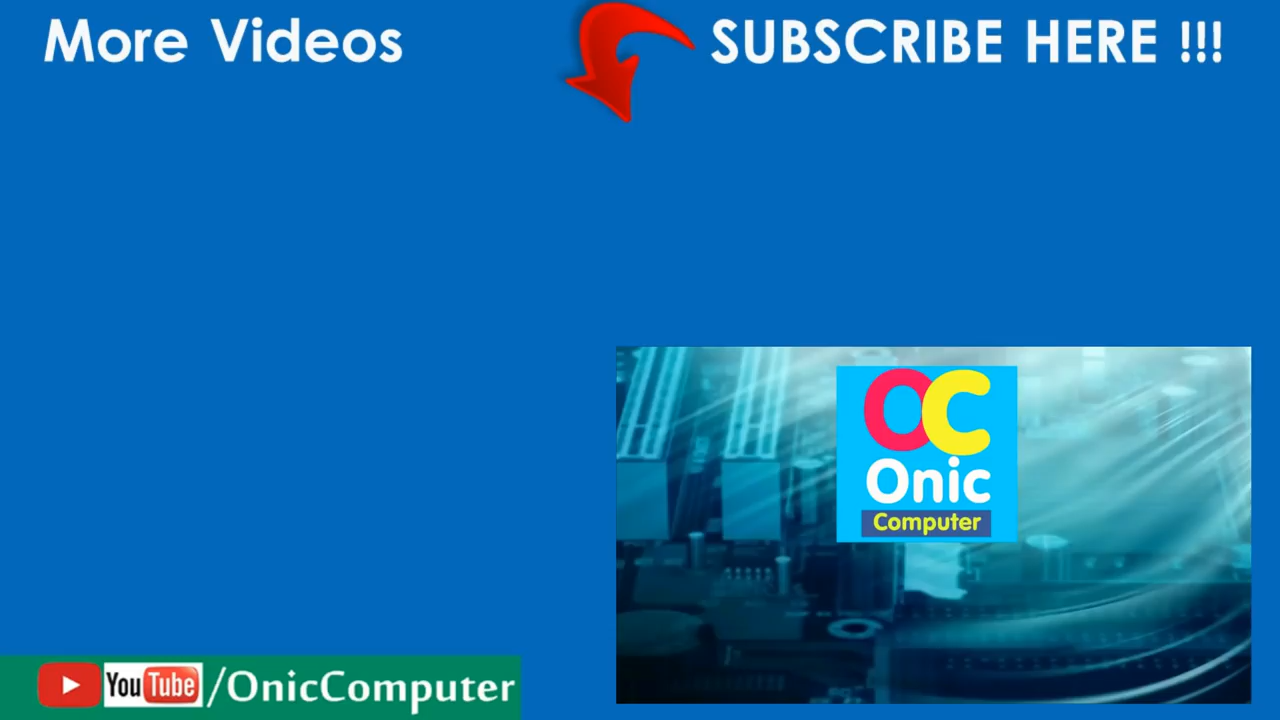 More Videos
SUBSCRIBE HERE !!!
OC
Onic
Computer
YouTube/OnicComputer